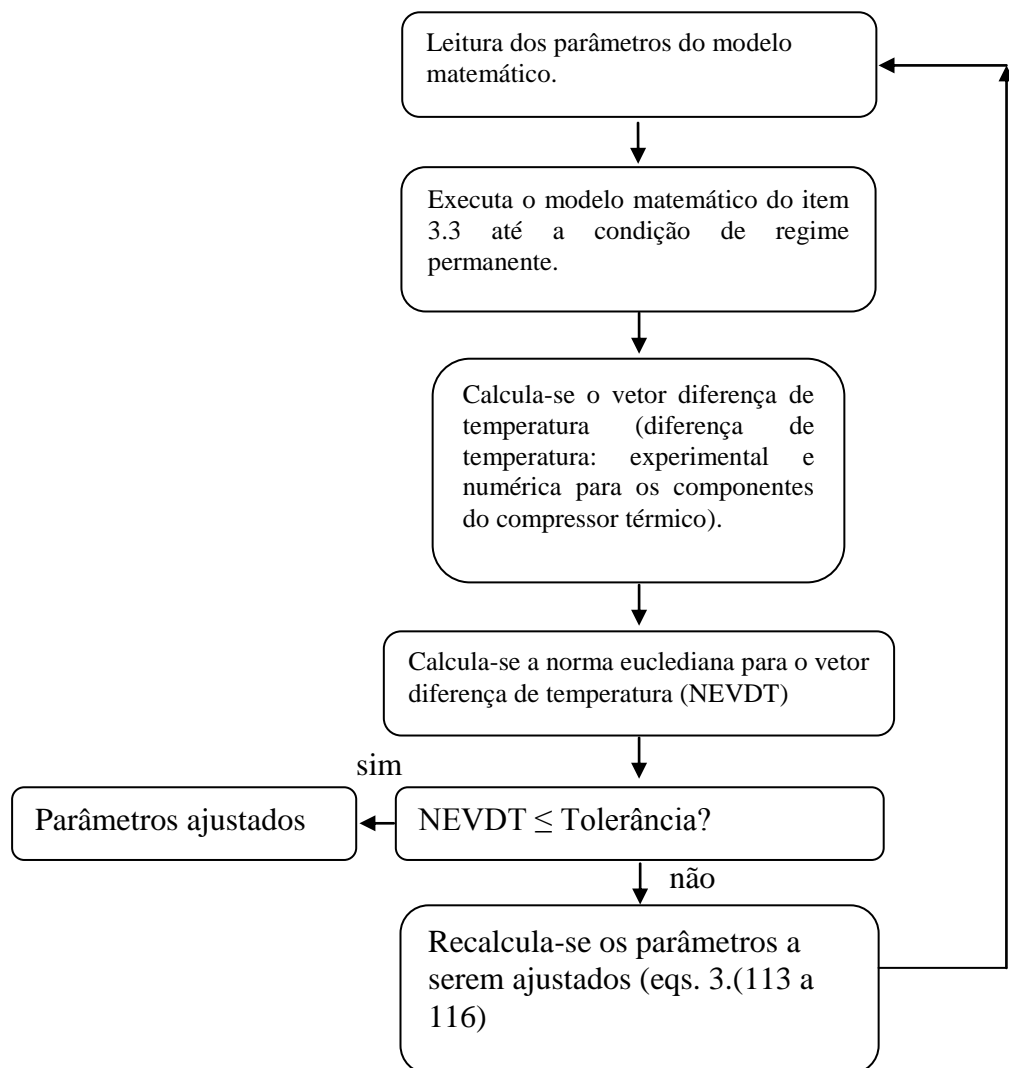 Leitura dos parâmetros do modelo
matemático.
Executa o modelo matemático do item
3.3 até a condição de regime
permanente.
Calcula-se o vetor diferença de
temperatura (diferença de
temperatura: experimental e
numérica para os componentes
do compressor térmico).
Calcula-se a norma euclediana para o vetor
diferença de temperatura (NEVDT)
sim
Parâmetros ajustados
NEVDT ≤ Tolerância?
não
Recalcula-se os parâmetros a
serem ajustados (eqs. 3.(113 a
116)